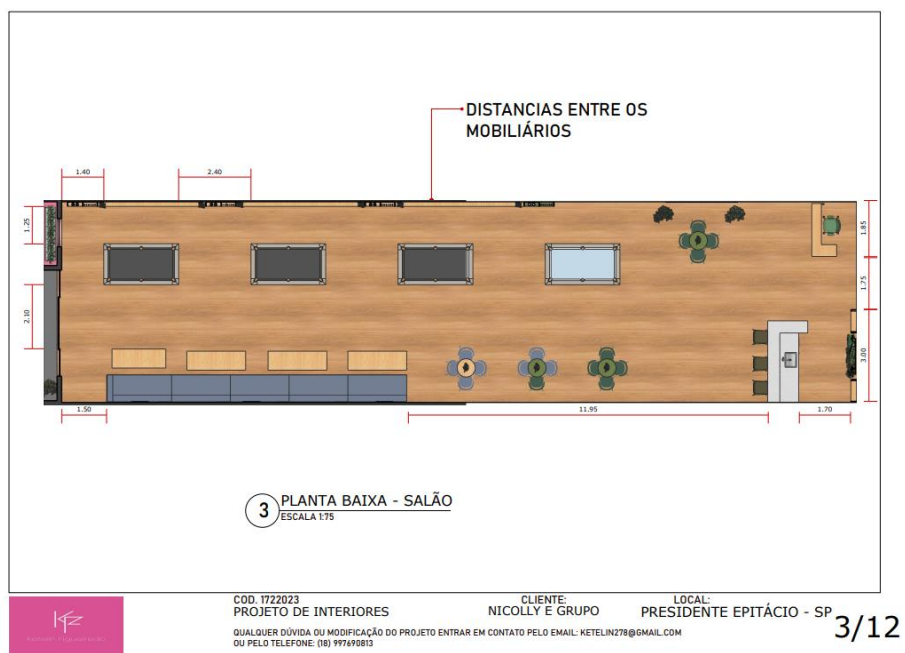 DISTANCIAS ENTRE OS
MOBILIÁRIOS
1.40
2.40
1.25
2.10
1.85
1.75
3.00
1.50
11.95
1.70
3
PLANTA BAIXA - SALÃO
ESCALA 1:75
COD. 1722023
PROJETO DE INTERIORES
CLIENTE:
NICOLLY E GRUPO
LOCAL:
PRESIDENTE EPITÁCIO - SP
3/12
QUALQUER DÚVIDA OU MODIFICAÇÃO DO PROJETO ENTRAR EM CONTATO PELO EMAIL: KETELIN278@GMAIL.COM
OU PELO TELEFONE: (18) 997690813